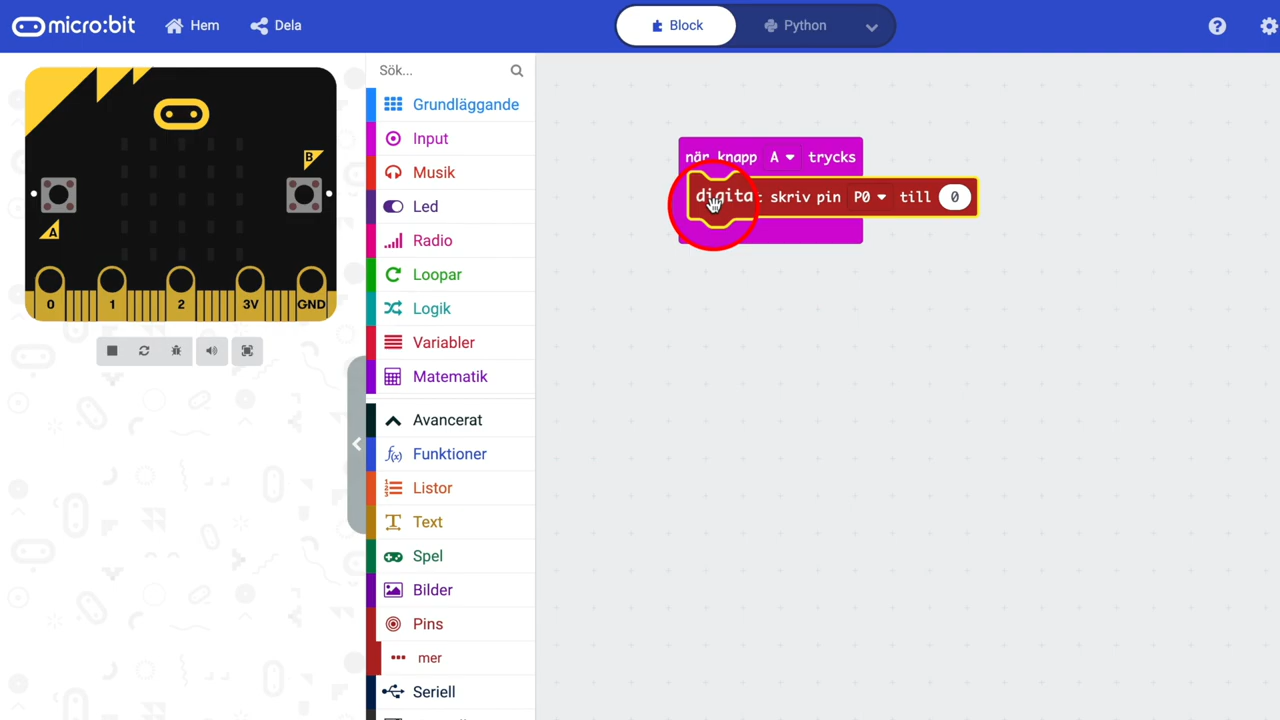 micro:bit
Hem
Dela
Block
Python
?
B
A
0 1 2 3V GND
Sök...
Grundläggande
Input
Musik
Led
Radio
Loopar
Logik
Variabler
Matematik
Avancerat
f(x) Funktioner
Listor
Text
Spel
Bilder
Pins
mer
Seriell
när knapp A trycks
skriv pin P0 till 0